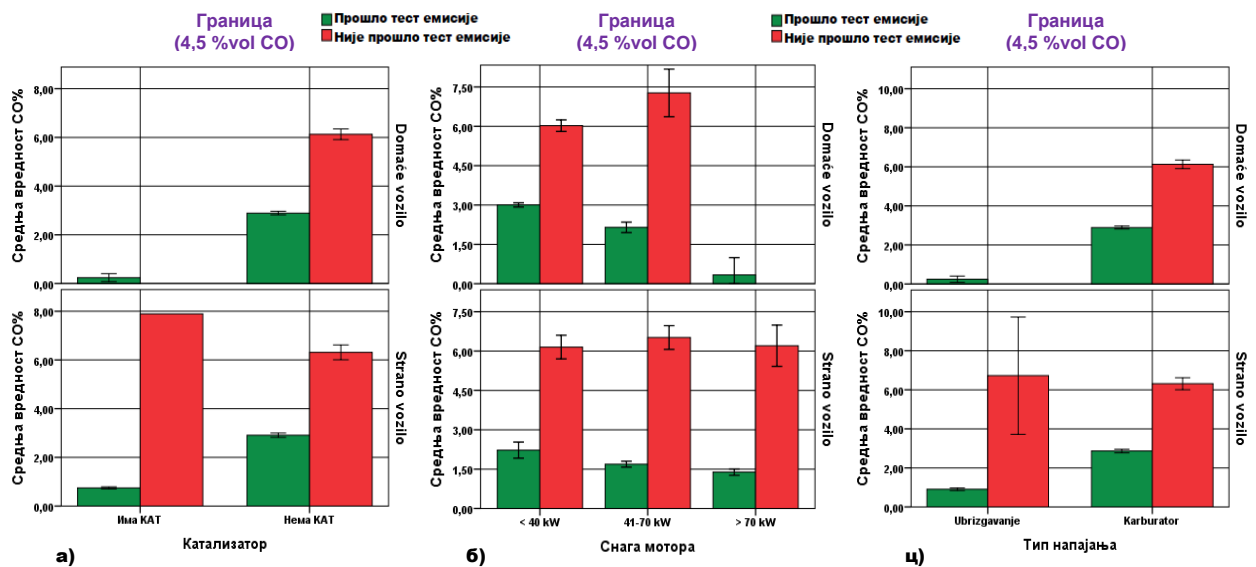 Граница
(4,5 %vol CO)
Прошло тест емисије
Није прошло тест емисије
Граница
(4,5 %vol CO)
Прошло тест емисије
Није прошло тест емисије
Граница
(4,5 %vol CO)
Средња вредност CO%
8,00
6,00
4,00
2,00
0,00
Domaće vozilo
Средња вредност CO%
8,00
6,00
4,00
2,00
0,00
Strano vozilo
Има КАТ
Нема КАТ
Катализатор
а)
Средња вредност CO%
7,50
6,00
4,50
3,00
1,50
0,00
Domaće vozilo
Средња вредност CO%
7,50
6,00
4,50
3,00
1,50
0,00
Strano vozilo
< 40 kW
41-70 kW
> 70 kW
Снага мотора
б)
Средња вредност CO%
10,00
8,00
6,00
4,00
2,00
0,00
Domaće vozilo
Средња вредност CO%
10,00
8,00
6,00
4,00
2,00
0,00
Strano vozilo
Ubrizgavanje
Karburator
Тип напајања
ц)